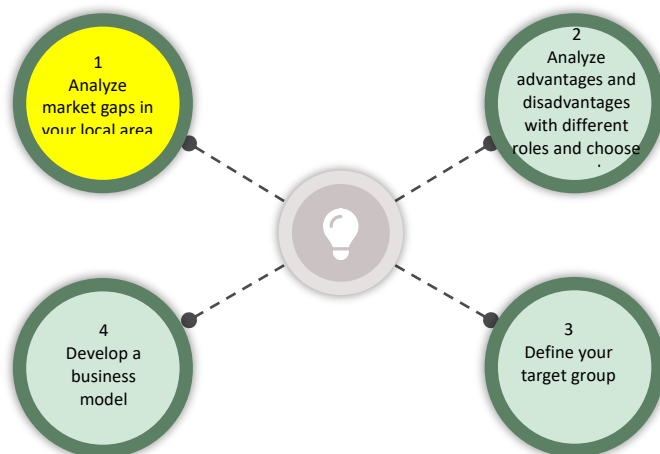 1
Analyze
market gaps in
your local area
2
Analyze
advantages and
disadvantages
with different
roles and choose
3
Define your
target group
4
Develop a
business
model